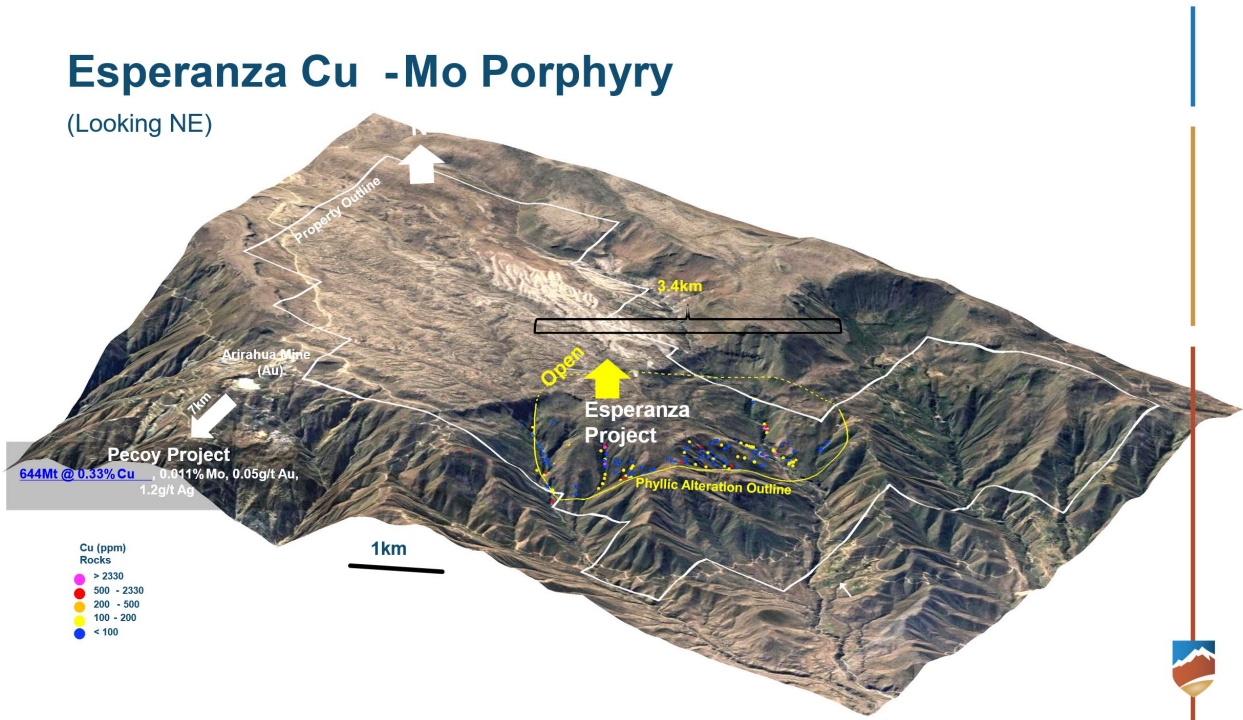 Esperanza Cu -Mo Porphyry
(Looking NE)
N
Property Outline
3.4km
Arirahua Mine
(Au)
Open
7km
Esperanza
Project
Pecoy Project
644Mt @ 0.33% Cu , 0.011% Mo, 0.05g/t Au,
1.2g/t Ag
Phyllic Alteration Outline
1km
Cu (ppm)
Rocks
> 2330
500 - 2330
200 - 500
100 - 200
< 100